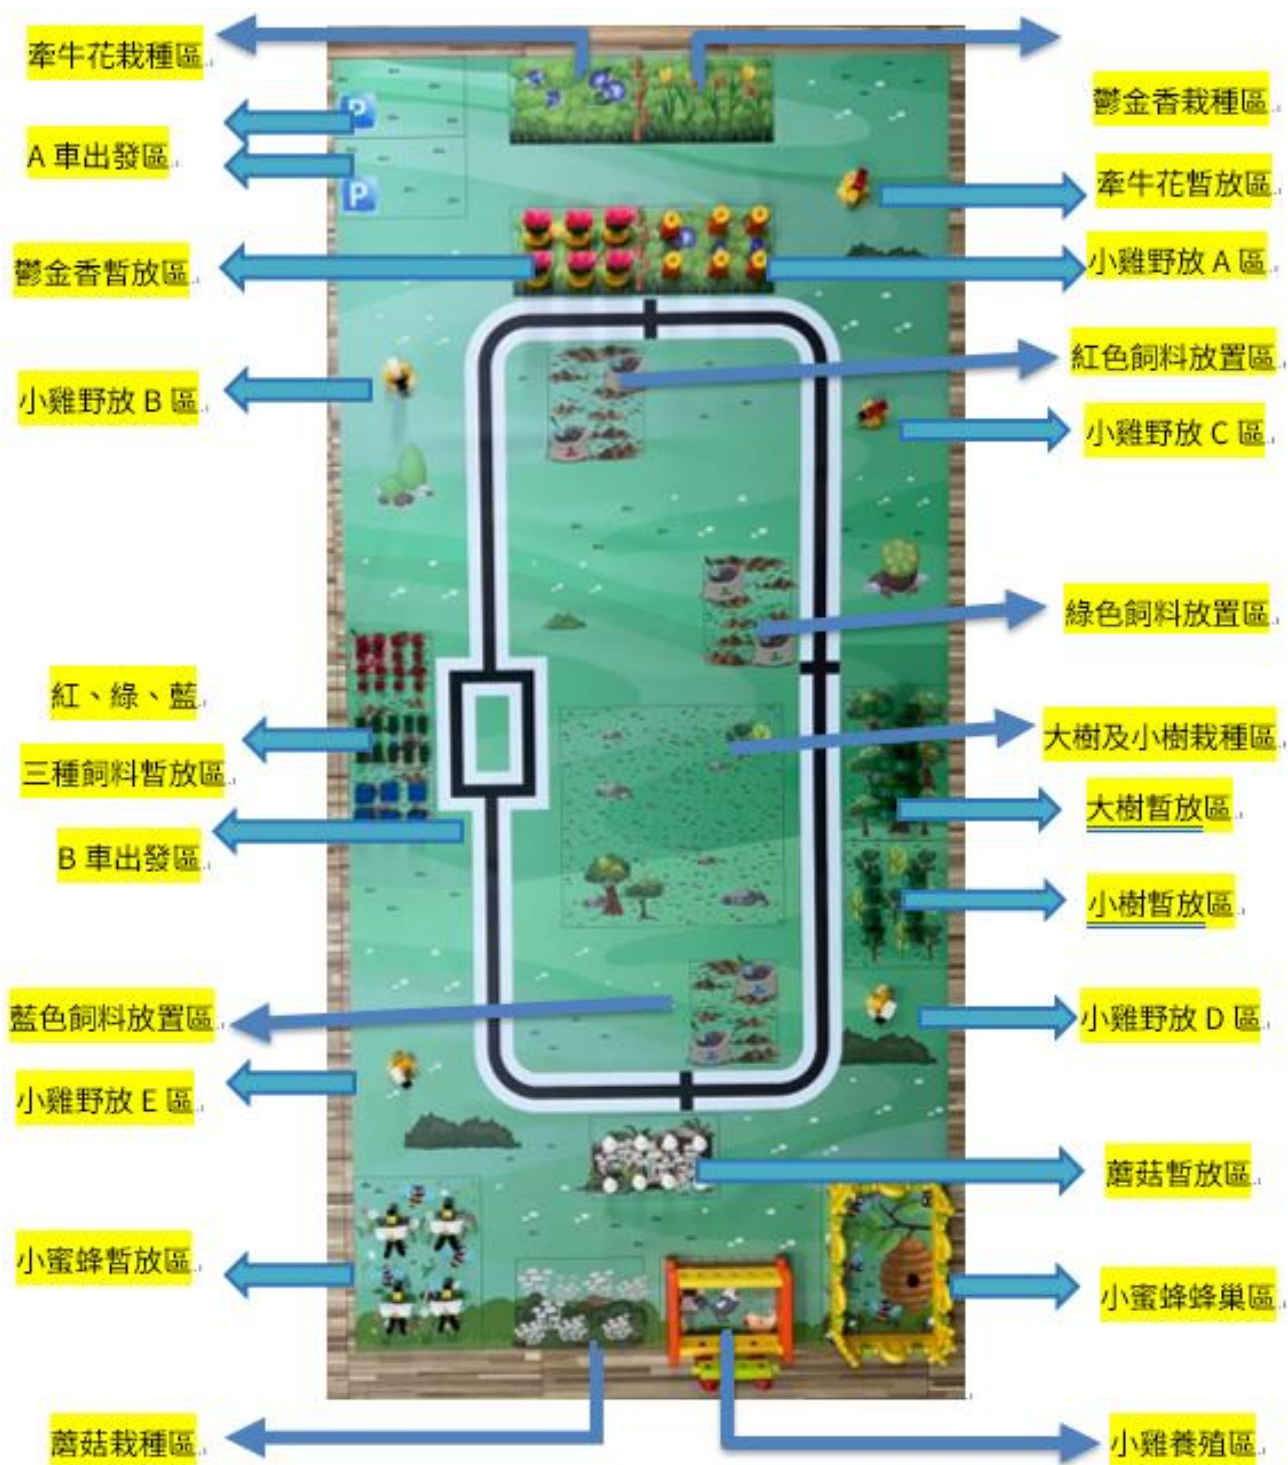 牽牛花栽種區
鬱金香栽種區
A 車出發區
牽牛花暫放區
P
P
鬱金香暫放區
小雞野放 A 區
紅色飼料放置區
小雞野放 B 區
小雞野放 C 區
綠色飼料放置區
紅、綠、藍
三種飼料暫放區
大樹及小樹栽種區
大樹暫放區
B 車出發區
小樹暫放區
藍色飼料放置區
小雞野放 D 區
小雞野放 E 區
蘑菇暫放區
小蜜蜂暫放區
小蜜蜂蜂巢區
蘑菇栽種區
小雞養殖區